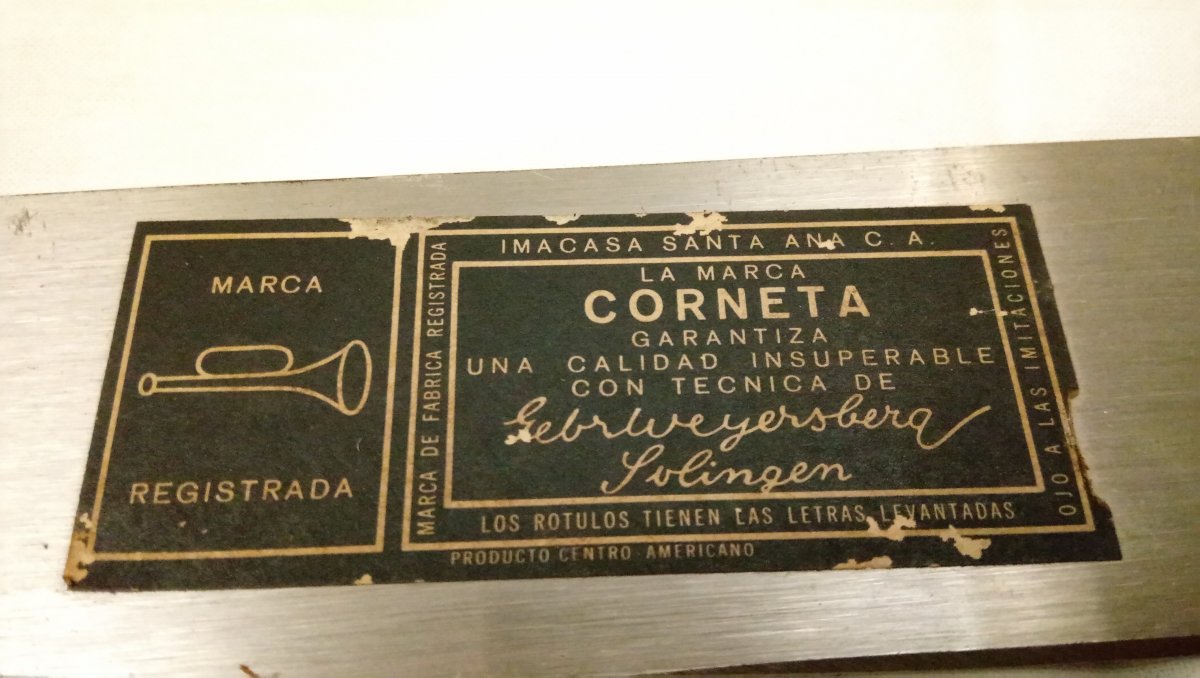 MARCA
REGISTRADA
MARCA DE FABRICA REGISTRADA
IMACASA SANTA ANA C. A.
OJO A LAS IMITACIONES
LA MARCA
CORNETA
GARANTIZA
UNA CALIDAD INSUPERABLE
CON TECNICA DE
Gebr Weyersberg
Solingen
LOS ROTULOS TIENEN LAS LETRAS LEVANTADAS
PRODUCTO CENTRO AMERICANO